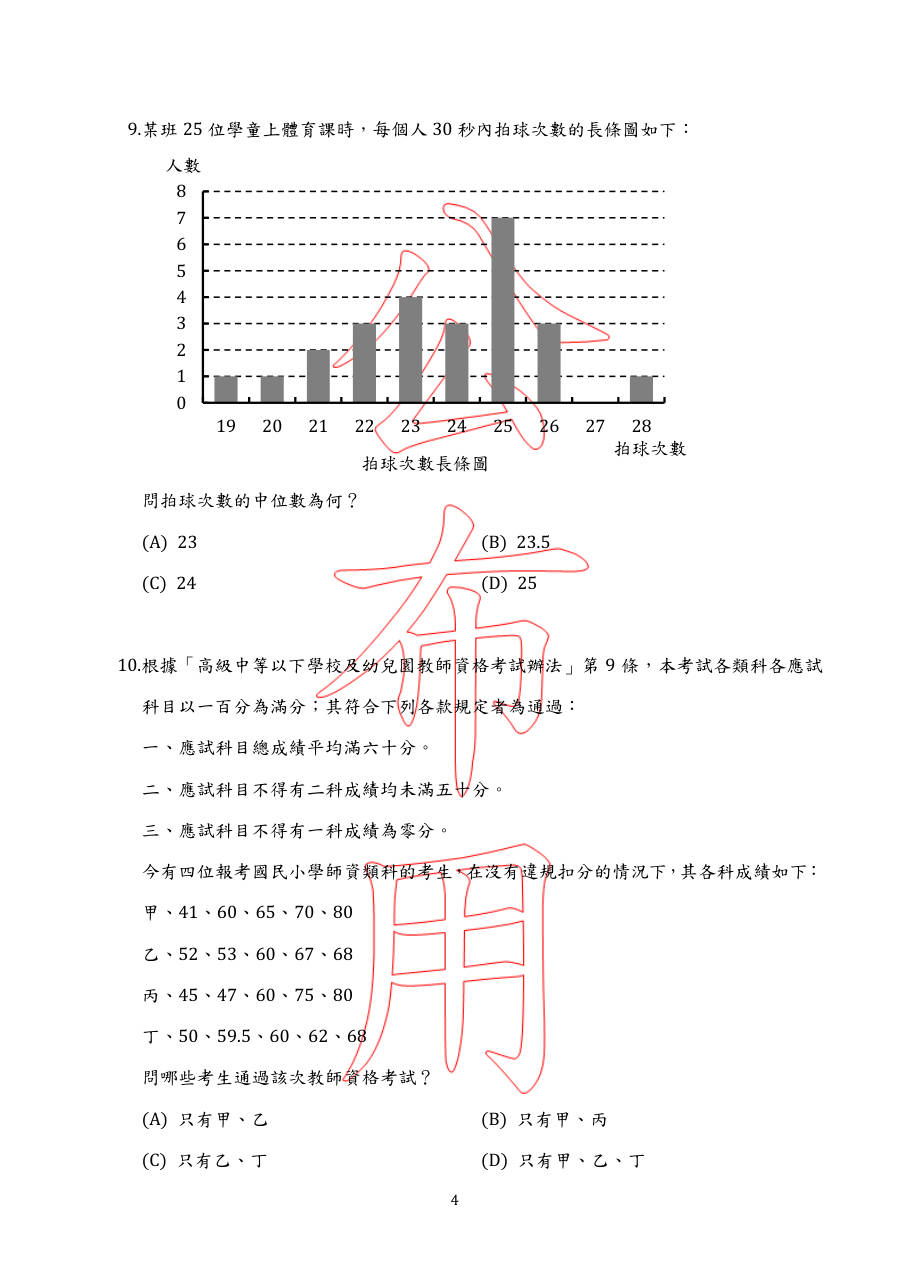 9.某班 25 位學童上體育課時，每個人 30 秒內拍球次數的長條圖如下：
人數
8
7
6
5
4
3
2
1
0
19 20 21 22 23 24 25 26 27 28
拍球次數
拍球次數長條圖
問拍球次數的中位數為何？
(A) 23 (B) 23.5
(C) 24 (D) 25
10.根據「高級中等以下學校及幼兒園教師資格考試辦法」第 9 條，本考試各類科各應試
科目以一百分為滿分；其符合下列各款規定者為通過：
一、應試科目總成績平均滿六十分。
二、應試科目不得有二科成績均未滿五十分。
三、應試科目不得有一科成績為零分。
今有四位報考國民小學師資類科的考生，在沒有違規扣分的情況下，其各科成績如下：
甲、41、60、65、70、80
乙、52、53、60、67、68
丙、45、47、60、75、80
丁、50、59.5、60、62、68
問哪些考生通過該次教師資格考試？
(A) 只有甲、乙 (B) 只有甲、丙
(C) 只有乙、丁 (D) 只有甲、乙、丁
4
公布用